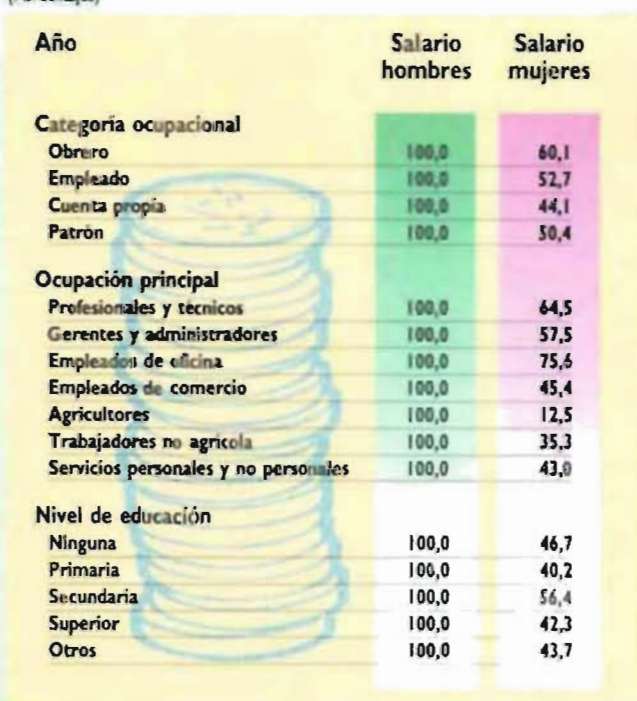 Año Salario hombres Salario mujeres
Categoría ocupacional
Obrero 100,0 60,1
Empleado 100,0 52,7
Cuenta propia 100,0 44,1
Patrón 100,0 50,4
Ocupación principal
Profesionales y técnicos 100,0 64,5
Gerentes y administradores 100,0 57,5
Empleados de oficina 100,0 75,6
Empleados de comercio 100,0 45,4
Agricultores 100,0 12,5
Trabajadores no agrícola 100,0 35,3
Servicios personales y no personales 100,0 43,0
Nivel de educación
Ninguna 100,0 46,7
Primaria 100,0 40,2
Secundaria 100,0 56,4
Superior 100,0 42,3
Otros 100,0 43,7